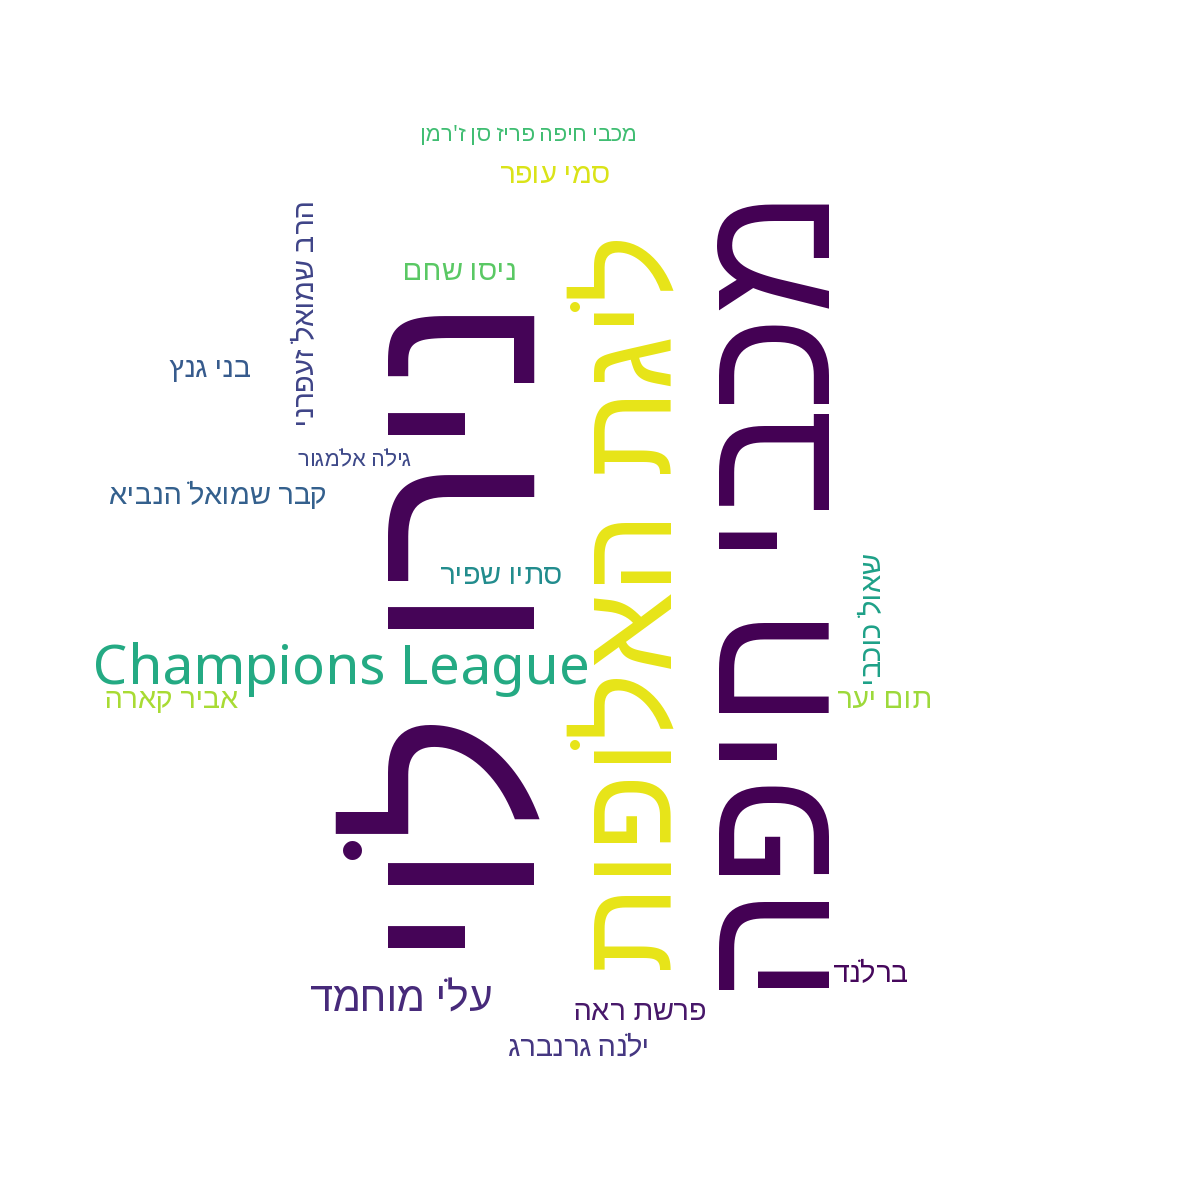 מכבי חיפה פריז סן ז'רמן
סמי עופר
הרב שמואל זעפרני
ניסו שחם
בני גנץ
גילה אלמגור
קבר שמואל הנביא
נירון לוי
ליגת האלופות
מכבי חיפה
סתיו שפיר
שאול כוכבי
Champions League
אביר קארה
תום יער
ברלנד
עלי מוחמד
פרשת ראה
ילנה גרנברג